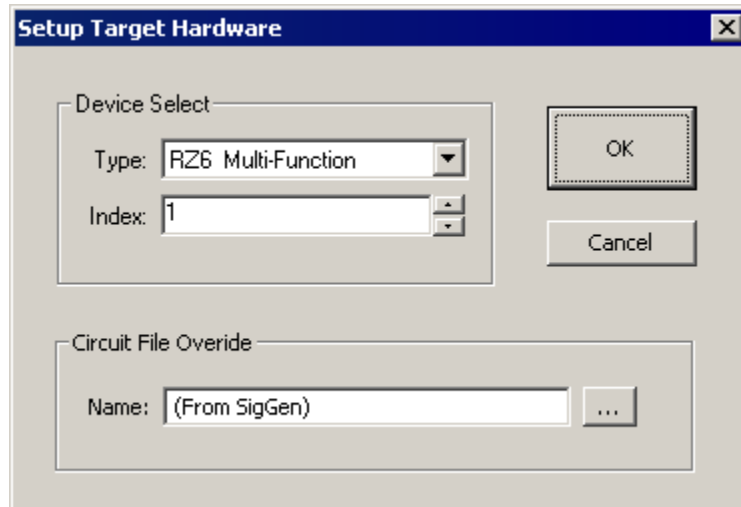 Setup Target Hardware
Device Select
Type: RZ6 Multi-Function
OK
Index: 1
Cancel
Circuit File Overide
Name: (From SigGen) ...